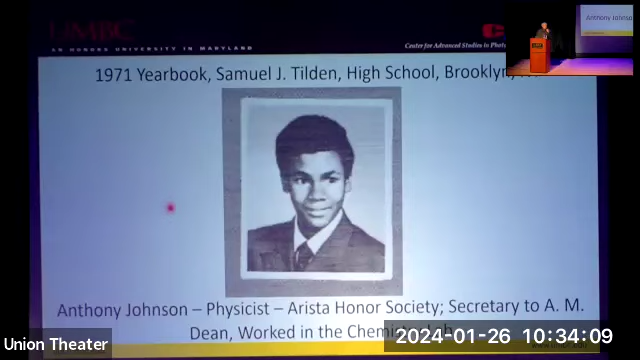 UMBC
AN HONORS UNIVERSITY IN MARYLAND
Center for Advanced Studies in Photo
1971 Yearbook, Samuel J. Tilden, High School, Brooklyn,
Anthony Johnson
Anthony Johnson – Physicist – Arista Honor Society; Secretary to A. M.
Dean, Worked in the Chemist
Union Theater
2024-01-26 10:34:09